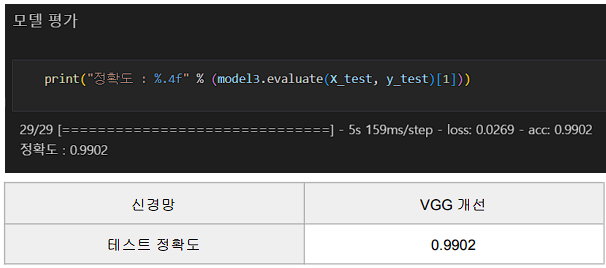 모델 평가
print("정확도 : %.4f" % (model3.evaluate(X_test, y_test)[1]))
29/29 [==============================] - 5s 159ms/step - loss: 0.0269 - acc: 0.9902
정확도 : 0.9902
신경망 VGG 개선
테스트 정확도 0.9902